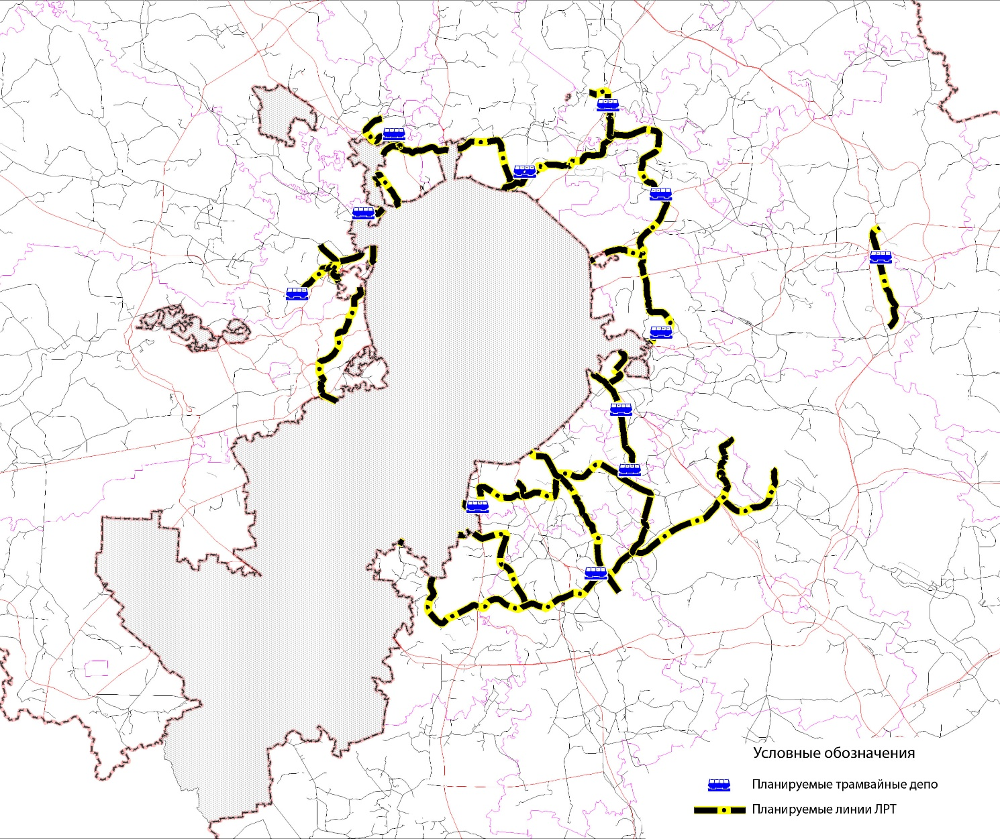 Условные обозначения
Планируемые трамвайные депо
Планируемые линии ЛРТ